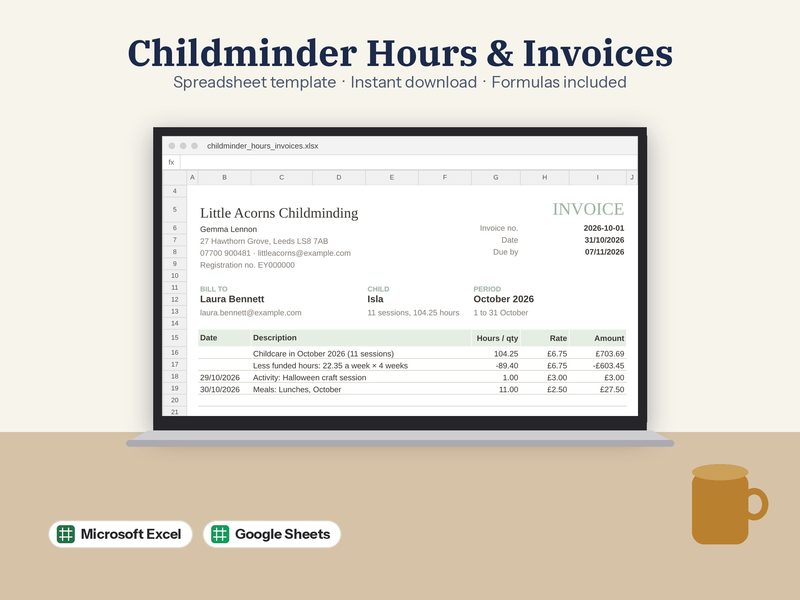 Childminder Hours & Invoices
Spreadsheet template · Instant download · Formulas included
childminder_hours_invoices.xlsx
fx
A B C D E F G H I J
4
5 Little Acorns Childminding INVOICE
6 Gemma Lennon Invoice no. 2026-10-01
7 27 Hawthorn Grove, Leeds LS8 7AB Date 31/10/2026
8 07700 900481 · littleacorns@example.com Due by 07/11/2026
9 Registration no. EY000000
10
11 BILL TO CHILD PERIOD
12 Laura Bennett Isla October 2026
13 laura.bennett@example.com 11 sessions, 104.25 hours 1 to 31 October
14
15 Date Description Hours / qty Rate Amount
16 Childcare in October 2026 (11 sessions) 104.25 £6.75 £703.69
17 Less funded hours: 22.35 a week × 4 weeks -89.40 £6.75 -£603.45
18 29/10/2026 Activity: Halloween craft session 1.00 £3.00 £3.00
19 30/10/2026 Meals: Lunches, October 11.00 £2.50 £27.50
20
21
Microsoft Excel Google Sheets